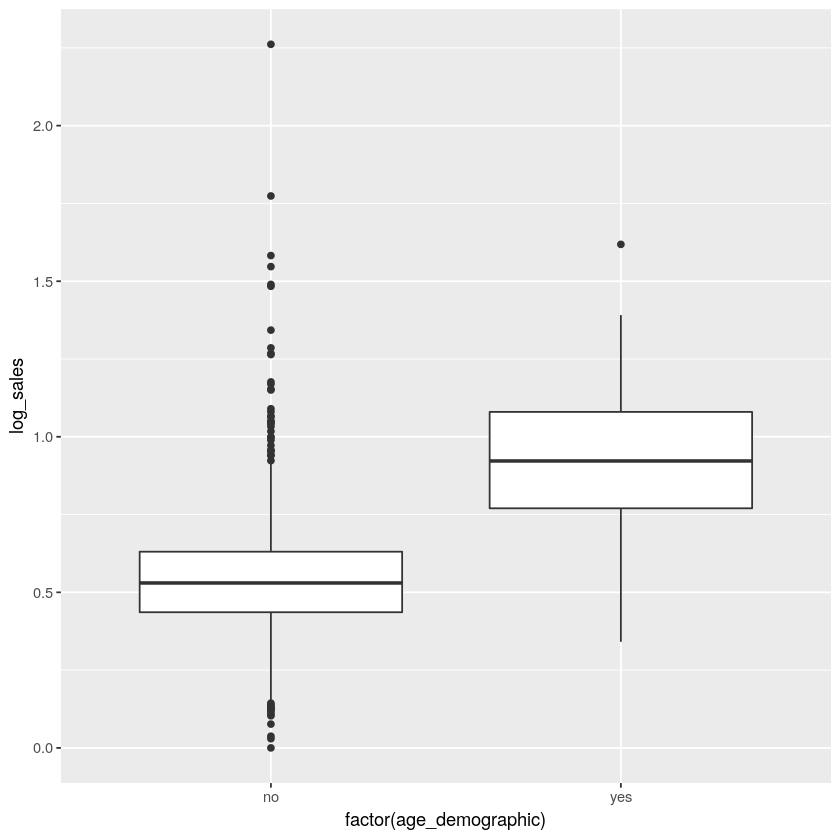 2.0
1.5
1.0
0.5
0.0
log_sales
no
yes
factor(age_demographic)